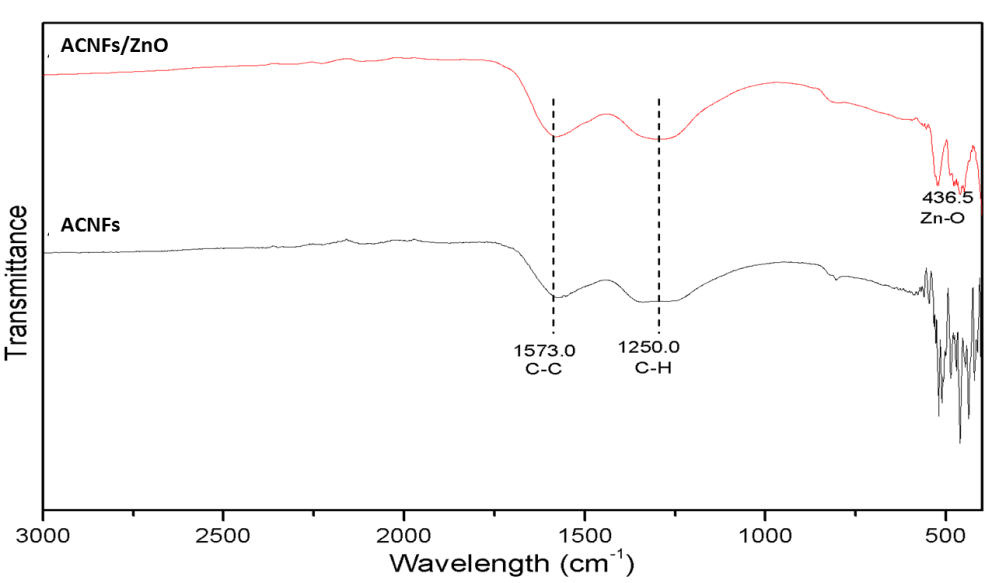 ACNFs/ZnO
436.5
Zn-O
ACNFs
Transmittance
1573.0
C-C
1250.0
C-H
3000 2500 2000 1500 1000 500
Wavelength (cm⁻¹)